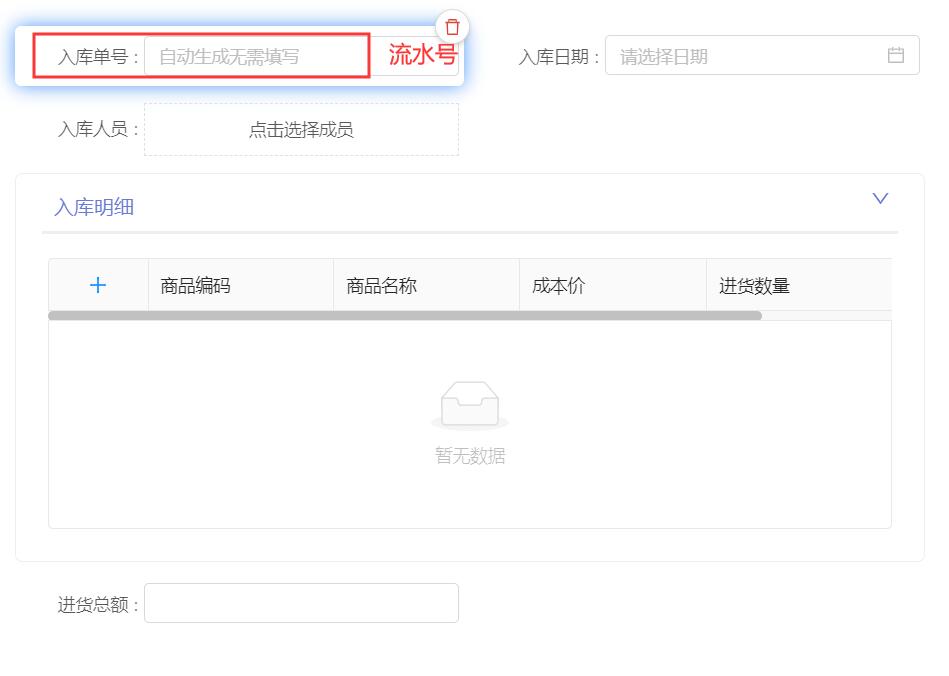 入库单号 : 自动生成无需填写 流水号
入库日期 : 请选择日期
入库人员 : 点击选择成员
入库明细
+ 商品编码 商品名称 成本价 进货数量
暂无数据
进货总额 :